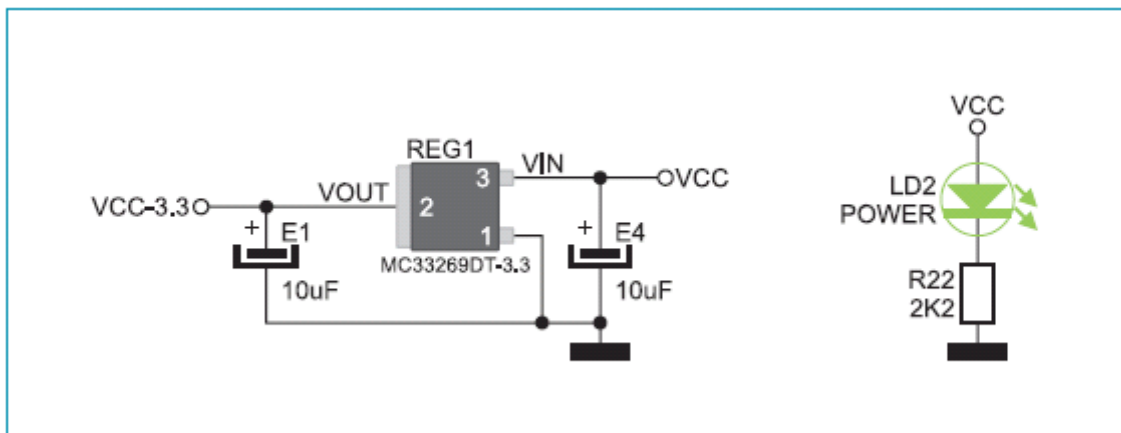 REG1
VIN
3
VCC
VCC-3.3
VOUT
2
1
+
E1
10uF
MC33269DT-3.3
+
E4
10uF
VCC
LD2
POWER
R22
2K2